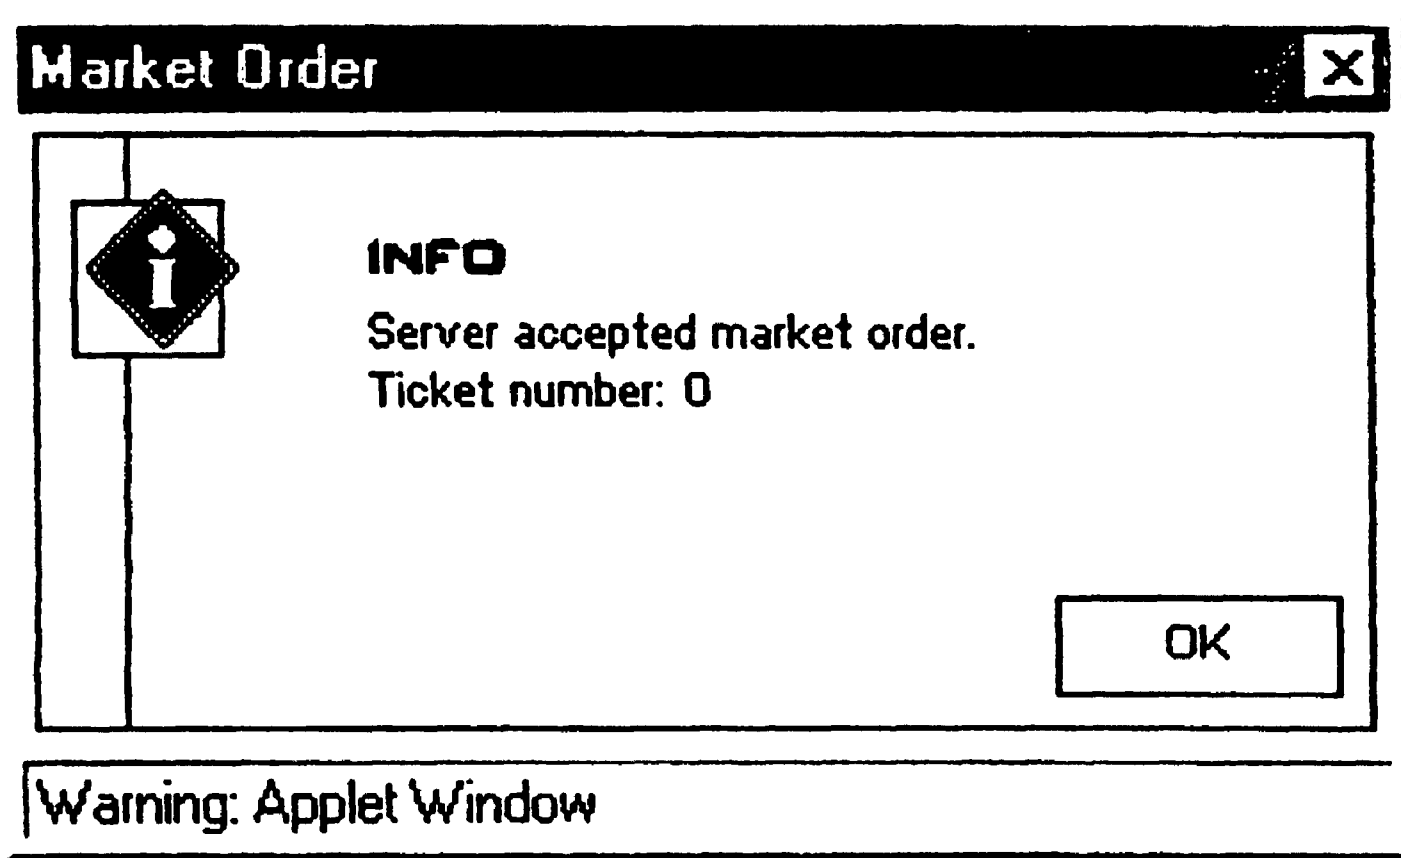 Market Order
X
i
INFO
Server accepted market order.
Ticket number: 0
OK
Warning: Applet Window